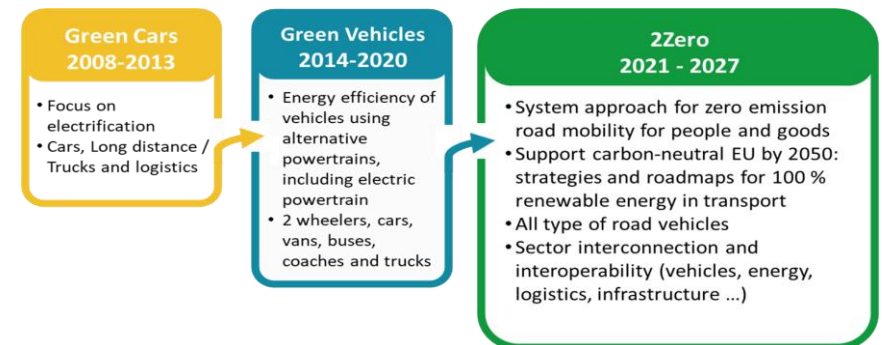 Green Cars
2008-2013
• Focus on
electrification
• Cars, Long distance /
Trucks and logistics
Green Vehicles
2014-2020
• Energy efficiency of
vehicles using
alternative
powertrains,
including electric
powertrain
• 2 wheelers, cars,
vans, buses,
coaches and trucks
2Zero
2021 - 2027
• System approach for zero emission
road mobility for people and goods
• Support carbon-neutral EU by 2050:
strategies and roadmaps for 100 %
renewable energy in transport
• All type of road vehicles
• Sector interconnection and
interoperability (vehicles, energy,
logistics, infrastructure ...)